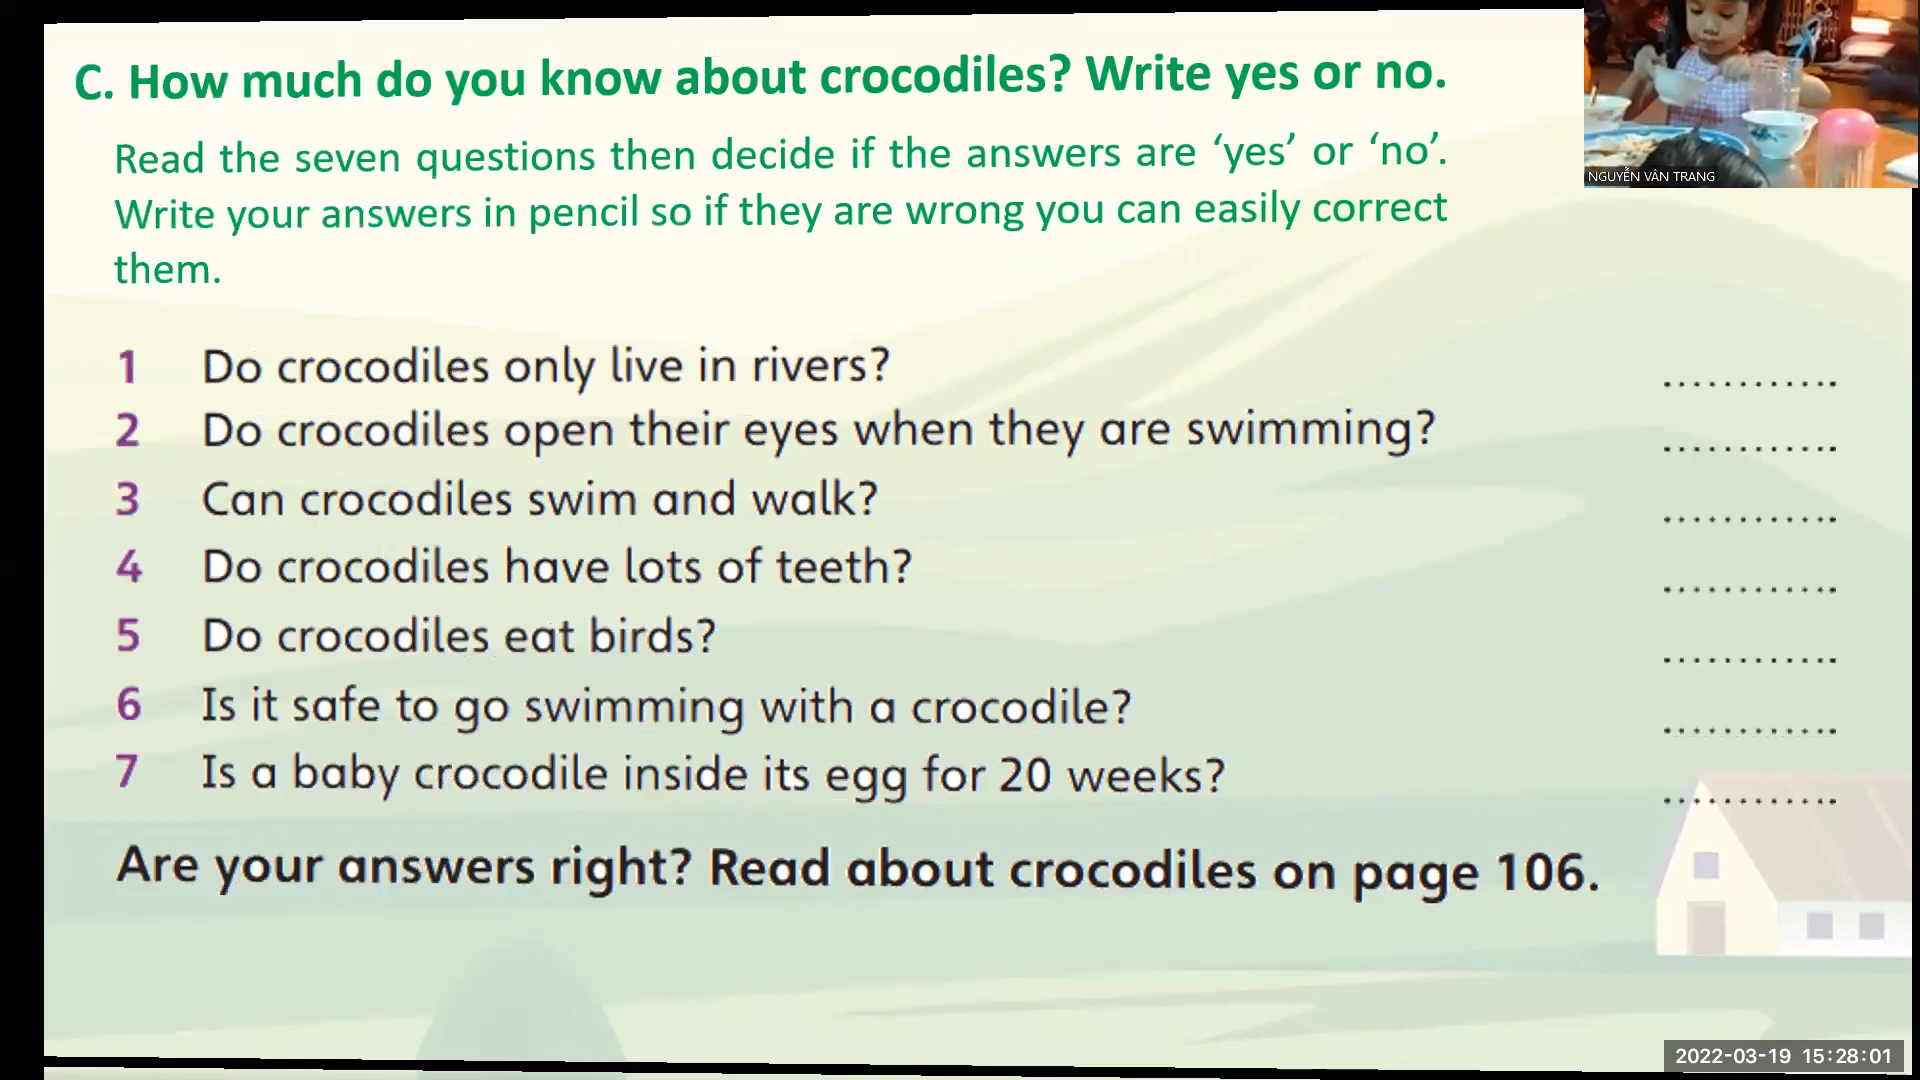 C. How much do you know about crocodiles? Write yes or no.
Read the seven questions then decide if the answers are ‘yes’ or ‘no’.
Write your answers in pencil so if they are wrong you can easily correct
them.
1 Do crocodiles only live in rivers? ............
2 Do crocodiles open their eyes when they are swimming? ............
3 Can crocodiles swim and walk? ............
4 Do crocodiles have lots of teeth? ............
5 Do crocodiles eat birds? ............
6 Is it safe to go swimming with a crocodile? ............
7 Is a baby crocodile inside its egg for 20 weeks? ............
Are your answers right? Read about crocodiles on page 106.
NGUYỄN VÂN TRANG
2022-03-19 15:28:01